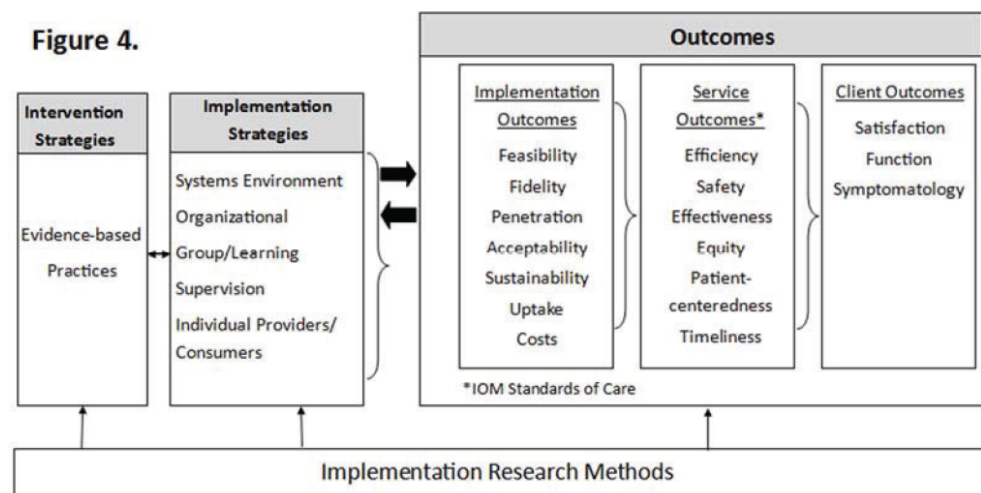 Figure 4.
Intervention
Strategies
Evidence-based
Practices
Implementation
Strategies
Systems Environment
Organizational
Group/Learning
Supervision
Individual Providers/
Consumers
Outcomes
Implementation
Outcomes
Feasibility
Fidelity
Penetration
Acceptability
Sustainability
Uptake
Costs
Service
Outcomes*
Efficiency
Safety
Effectiveness
Equity
Patient-
centeredness
Timeliness
Client Outcomes
Satisfaction
Function
Symptomatology
*IOM Standards of Care
Implementation Research Methods